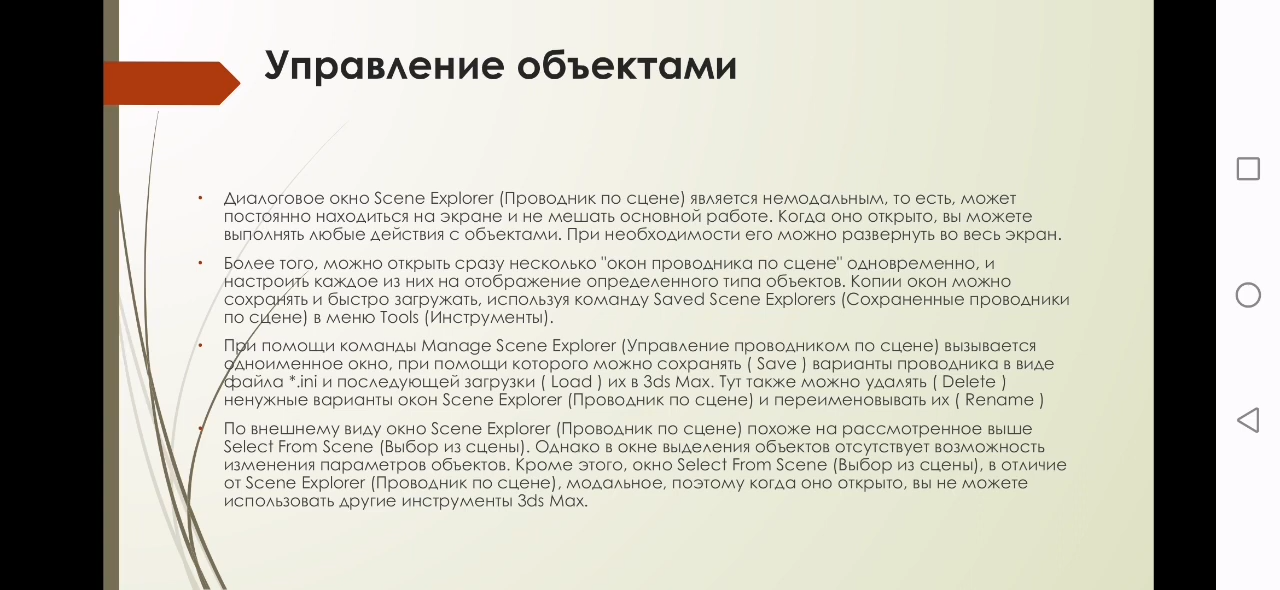 Управление объектами
• Диалоговое окно Scene Explorer (Проводник по сцене) является немодальным, то есть, может
постоянно находиться на экране и не мешать основной работе. Когда оно открыто, вы можете
выполнять любые действия с объектами. При необходимости его можно развернуть во весь экран.
• Более того, можно открыть сразу несколько "окон проводника по сцене" одновременно, и
настроить каждое из них на отображение определенного типа объектов. Копии окон можно
сохранять и быстро загружать, используя команду Saved Scene Explorers (Сохраненные проводники
по сцене) в меню Tools (Инструменты).
• При помощи команды Manage Scene Explorer (Управление проводником по сцене) вызывается
одноименное окно, при помощи которого можно сохранять ( Save ) варианты проводника в виде
файла *.ini и последующей загрузки ( Load ) их в 3ds Max. Тут также можно удалять ( Delete )
ненужные варианты окон Scene Explorer (Проводник по сцене) и переименовывать их ( Rename )
• По внешнему виду окно Scene Explorer (Проводник по сцене) похоже на рассмотренное выше
Select From Scene (Выбор из сцены). Однако в окне выделения объектов отсутствует возможность
изменения параметров объектов. Кроме этого, окно Select From Scene (Выбор из сцены), в отличие
от Scene Explorer (Проводник по сцене), модальное, поэтому когда оно открыто, вы не можете
использовать другие инструменты 3ds Max.